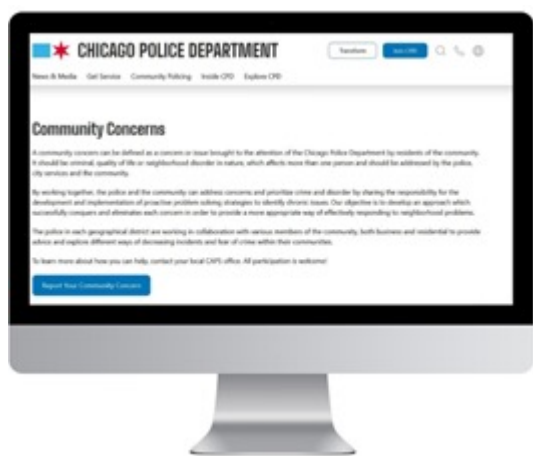 CHICAGO POLICE DEPARTMENT
Translate Join CPD
News & Media Get Service Community Policing Inside CPD Explore CPD
Community Concerns
A community concern can be defined as a concern or issue brought to the attention of the Chicago Police Department by residents of the community.
It should be criminal, quality of life or neighborhood disorder in nature, which affects more than one person and should be addressed by the police,
city services and the community.
By working together, the police and the community can address concerns and prioritize crime and disorder by sharing the responsibility for the
development and implementation of proactive problem solving strategies to identify chronic issues. Our objective is to develop an approach which
successfully conquers and eliminates each concern in order to provide a more appropriate way of effectively responding to neighborhood problems.
The police in each geographical district are working in collaboration with various members of the community, both business and residential to provide
advice and explore different ways of decreasing incidents and fear of crime within their communities.
To learn more about how you can help, contact your local CAPS office. All participation is welcome!
Report Your Community Concern